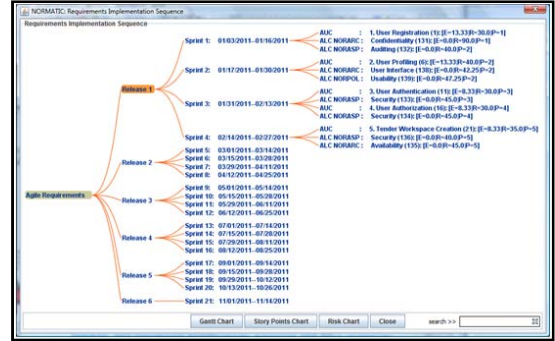 NORMATIC: Requirements Implementation Sequence
Requirements Implementation Sequence
Agile Requirements
Release 1
Sprint 1: 01/03/2011--01/16/2011
AUC : 1. User Registration (1): [E=13.33|R=30.0|P=1]
ALC NORARC : Confidentiality (131): [E=0.0|R=90.0|P=1]
ALC NORASP : Auditing (132): [E=0.0|R=40.0|P=2]
Sprint 2: 01/17/2011--01/30/2011
AUC : 2. User Profiling (6): [E=13.33|R=40.0|P=2]
ALC NORARC : User Interface (138): [E=0.0|R=42.25|P=2]
ALC NORPOL : Usability (139): [E=0.0|R=47.25|P=2]
Sprint 3: 01/31/2011--02/13/2011
AUC : 3. User Authentication (11): [E=8.33|R=30.0|P=3]
ALC NORASP : Security (133): [E=0.0|R=45.0|P=3]
AUC : 4. User Authorization (16): [E=8.33|R=30.0|P=4]
ALC NORASP : Security (134): [E=0.0|R=45.0|P=4]
Sprint 4: 02/14/2011--02/27/2011
AUC : 5. Tender Workspace Creation (21): [E=8.33|R=35.0|P=5]
ALC NORASP : Security (136): [E=0.0|R=40.0|P=5]
ALC NORARC : Availability (135): [E=0.0|R=45.0|P=5]
Release 2
Sprint 5: 03/01/2011--03/14/2011
Sprint 6: 03/15/2011--03/28/2011
Sprint 7: 03/29/2011--04/11/2011
Sprint 8: 04/12/2011--04/25/2011
Release 3
Sprint 9: 05/01/2011--05/14/2011
Sprint 10: 05/15/2011--05/28/2011
Sprint 11: 05/29/2011--06/11/2011
Sprint 12: 06/12/2011--06/25/2011
Release 4
Sprint 13: 07/01/2011--07/14/2011
Sprint 14: 07/15/2011--07/28/2011
Sprint 15: 07/29/2011--08/11/2011
Sprint 16: 08/12/2011--08/25/2011
Release 5
Sprint 17: 09/01/2011--09/14/2011
Sprint 18: 09/15/2011--09/28/2011
Sprint 19: 09/29/2011--10/12/2011
Sprint 20: 10/13/2011--10/26/2011
Release 6
Sprint 21: 11/01/2011--11/14/2011
Gantt Chart
Story Points Chart
Risk Chart
Close
search >>